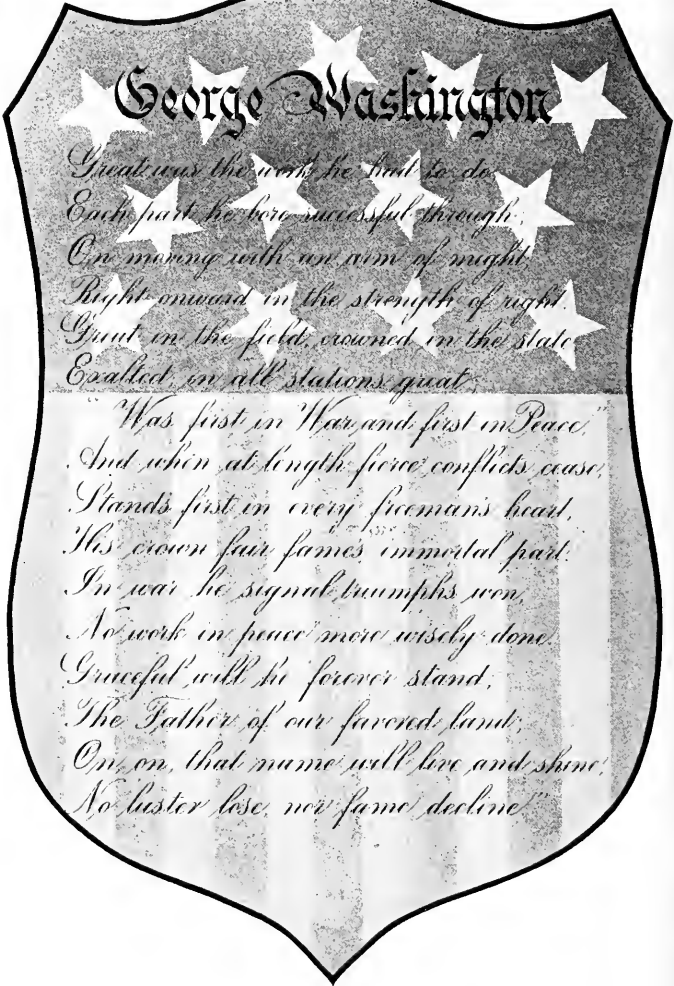 George Washington
Great was the work he had to do
Each part he bore successful through,
On moving with an arm of might,
Right onward in the strength of right.
Great in the field, crowned in the state
Exalted, in all stations great,
"Was first in War, and first in Peace,"
And when at length fierce conflicts cease,
Stands first in every freeman's heart,
His crown fair fame's immortal part.
In war he signal triumphs won,
No work in peace more wisely done.
Graceful will he forever stand,
The Father of our favored land;
On, on, that name will live and shine,
No luster lose, nor fame decline"